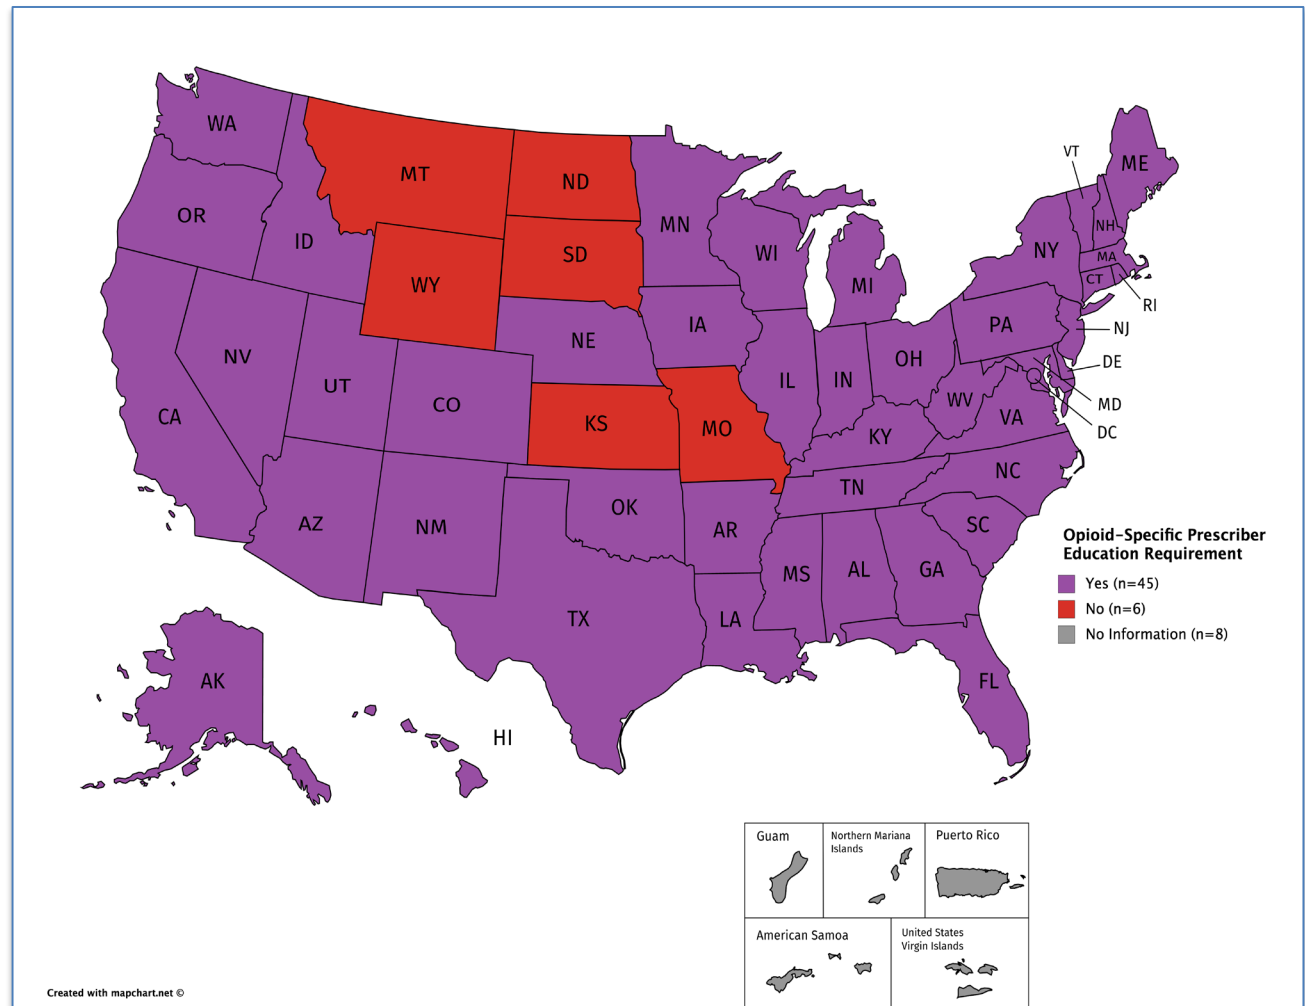 WA
MT
ND
VT
ME
OR
ID
MN
NH
SD
WI
NY
MA
WY
MI
CT
RI
NE
IA
PA
NJ
NV
UT
OH
DE
IL
IN
CO
WV
MD
CA
KS
MO
VA
DC
KY
NC
TN
AZ
NM
OK
AR
SC
MS
AL
GA
TX
LA
Opioid-Specific Prescriber
Education Requirement
Yes (n=45)
No (n=6)
No Information (n=8)
AK
FL
HI
Guam
Northern Mariana
Islands
Puerto Rico
American Samoa
United States
Virgin Islands
Created with mapchart.net ©